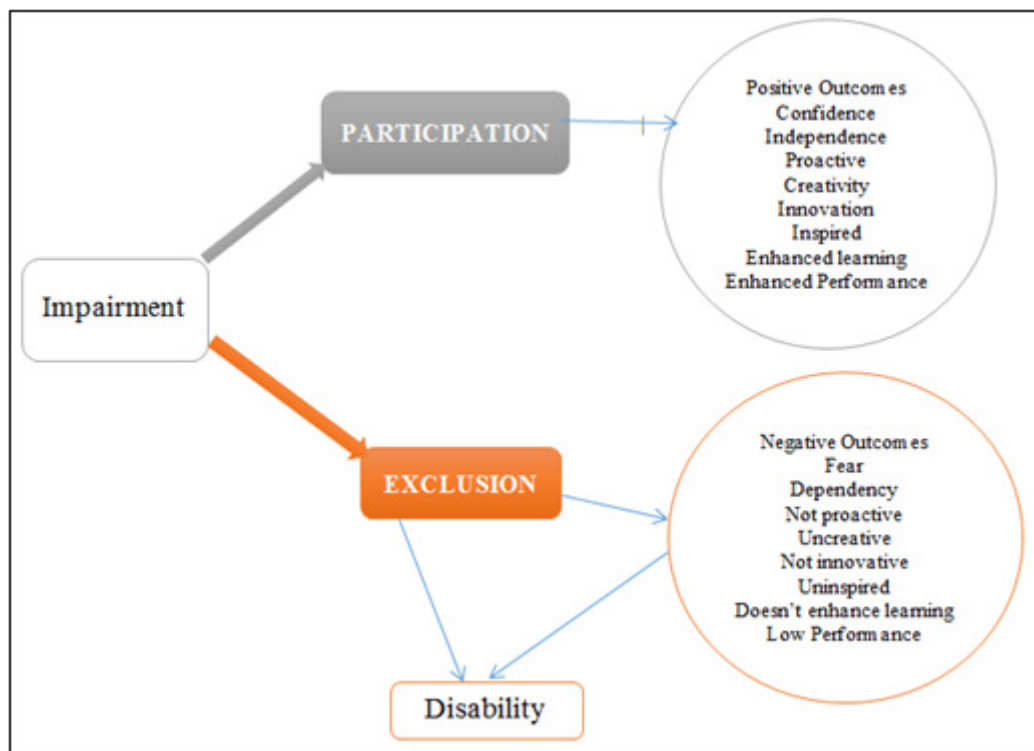 PARTICIPATION
Positive Outcomes
Confidence
Independence
Proactive
Creativity
Innovation
Inspired
Enhanced learning
Enhanced Performance
Impairment
EXCLUSION
Negative Outcomes
Fear
Dependency
Not proactive
Uncreative
Not innovative
Uninspired
Doesn't enhance learning
Low Performance
Disability